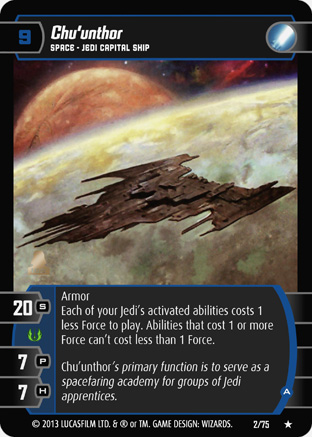 9
Chu'unthor
SPACE - JEDI CAPITAL SHIP
20 S
Armor
Each of your Jedi's activated abilities costs 1
less Force to play. Abilities that cost 1 or more
Force can't cost less than 1 Force.
7 P
Chu'unthor's primary function is to serve as a
spacefaring academy for groups of Jedi
apprentices.
7 H
A
© 2013 LUCASFILM LTD. & ® or TM. GAME DESIGN: WIZARDS. 2/75